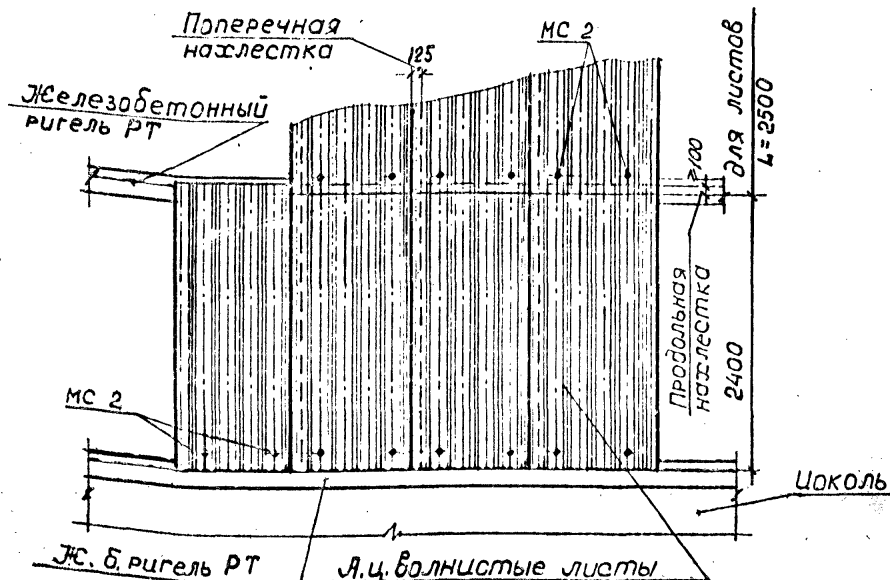 Поперечная
нахлестка
125
МС 2
Железобетонный
ригель РТ
для листов
L=2500
≥100
Продольная
нахлестка
2400
МС 2
Цоколь
Ж.б. ригель РТ
А.ц. волнистые листы